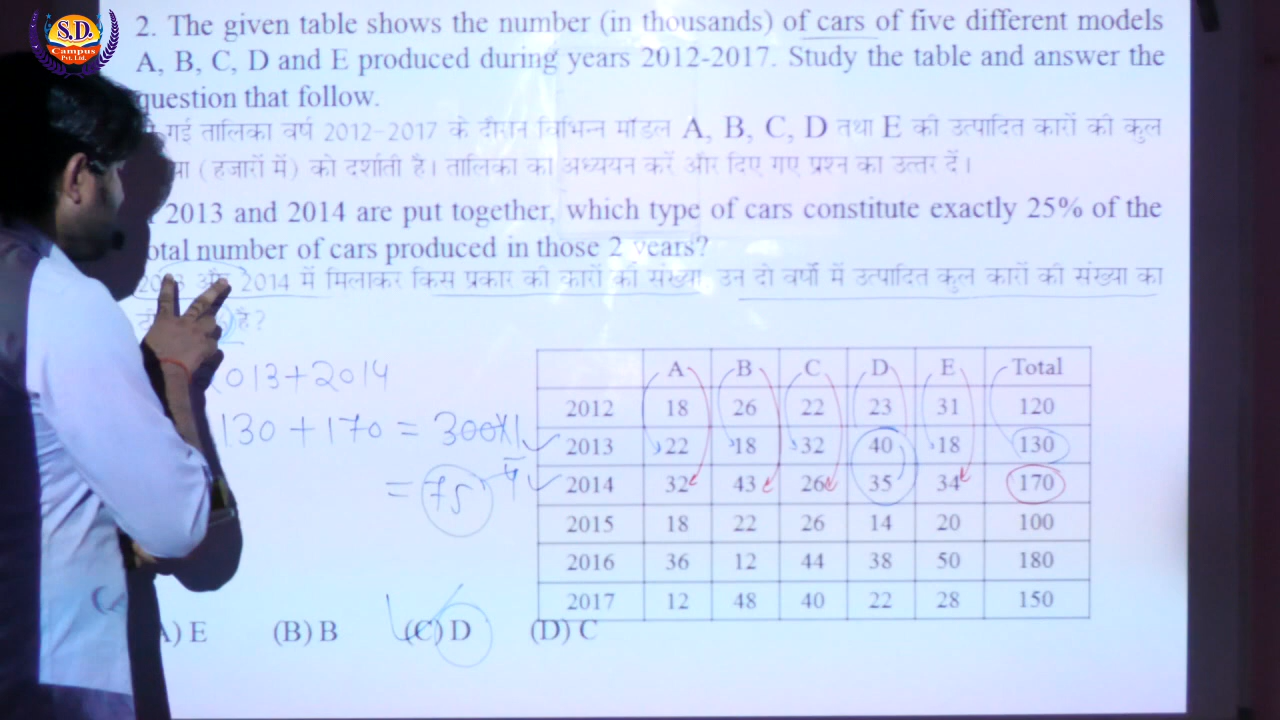 S.D.
Campus
Pvt. Ltd.
2. The given table shows the number (in thousands) of cars of five different models
A, B, C, D and E produced during years 2012-2017. Study the table and answer the
question that follow.
गई तालिका वर्ष 2012-2017 के दौरान विभिन्न मॉडल A, B, C, D तथा E की उत्पादित कारों की कुल
(हजारों में) को दर्शाती है। तालिका का अध्ययन करें और दिए गए प्रश्न का उत्तर दें।
2013 and 2014 are put together, which type of cars constitute exactly 25% of the
total number of cars produced in those 2 years?
2013 और 2014 में मिलाकर किस प्रकार की कारों की संख्या उन दो वर्षों में उत्पादित कुल कारों की संख्या का
है?
2013+2014
130 + 170 = 300 × 1/4
= 75
A B C D E Total
2012 18 26 22 23 31 120
2013 22 18 32 40 18 130
2014 32 43 26 35 34 170
2015 18 22 26 14 20 100
2016 36 12 44 38 50 180
2017 12 48 40 22 28 150
A) E (B) B (C) D (D) C